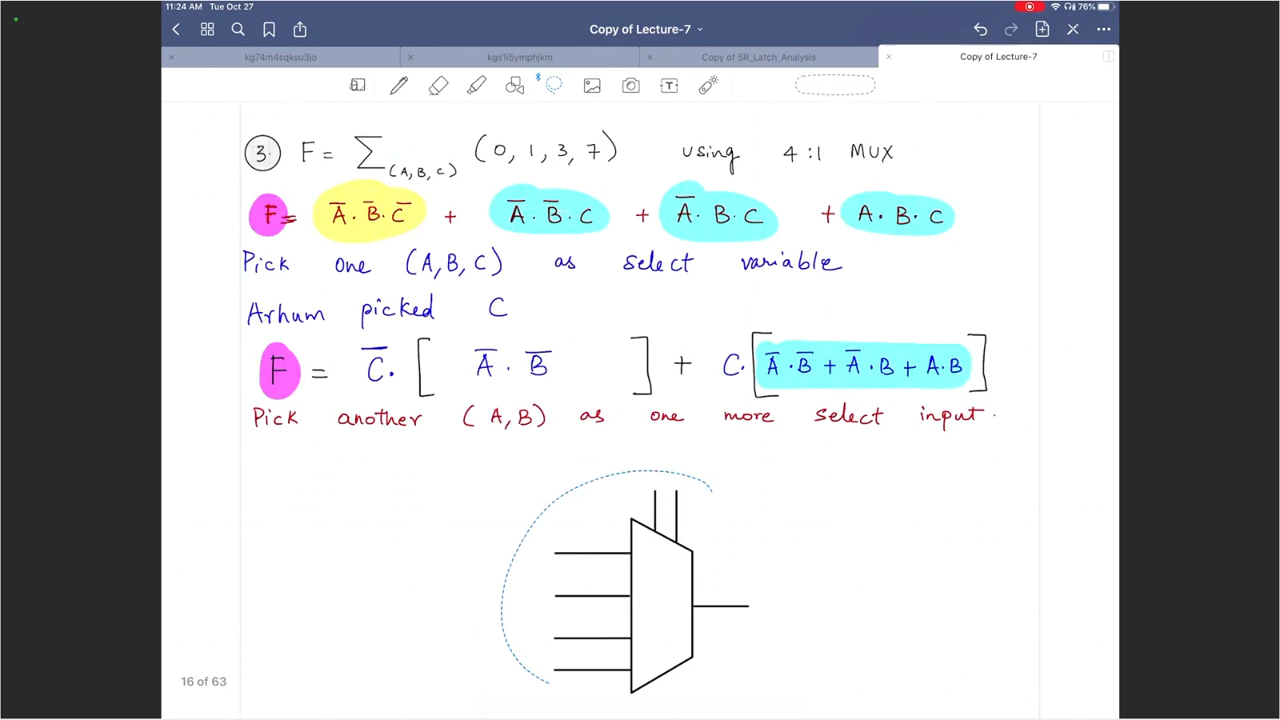 11:24 AM Tue Oct 27
76%
Copy of Lecture-7
kg74m4sqksu3jo
kgs1i5ymphjkm
Copy of SR_Latch_Analysis
Copy of Lecture-7
3. F = ∑(A, B, C) (0, 1, 3, 7) using 4:1 MUX
F = A̅ · B̅ · C̅ + A̅ · B̅ · C + A̅ · B · C + A · B · C
Pick one (A, B, C) as select variable
Arhum picked C
F = C̅ · [ A̅ · B̅ ] + C · [ A̅ · B̅ + A̅ · B + A · B ]
Pick another (A, B) as one more select input.
16 of 63